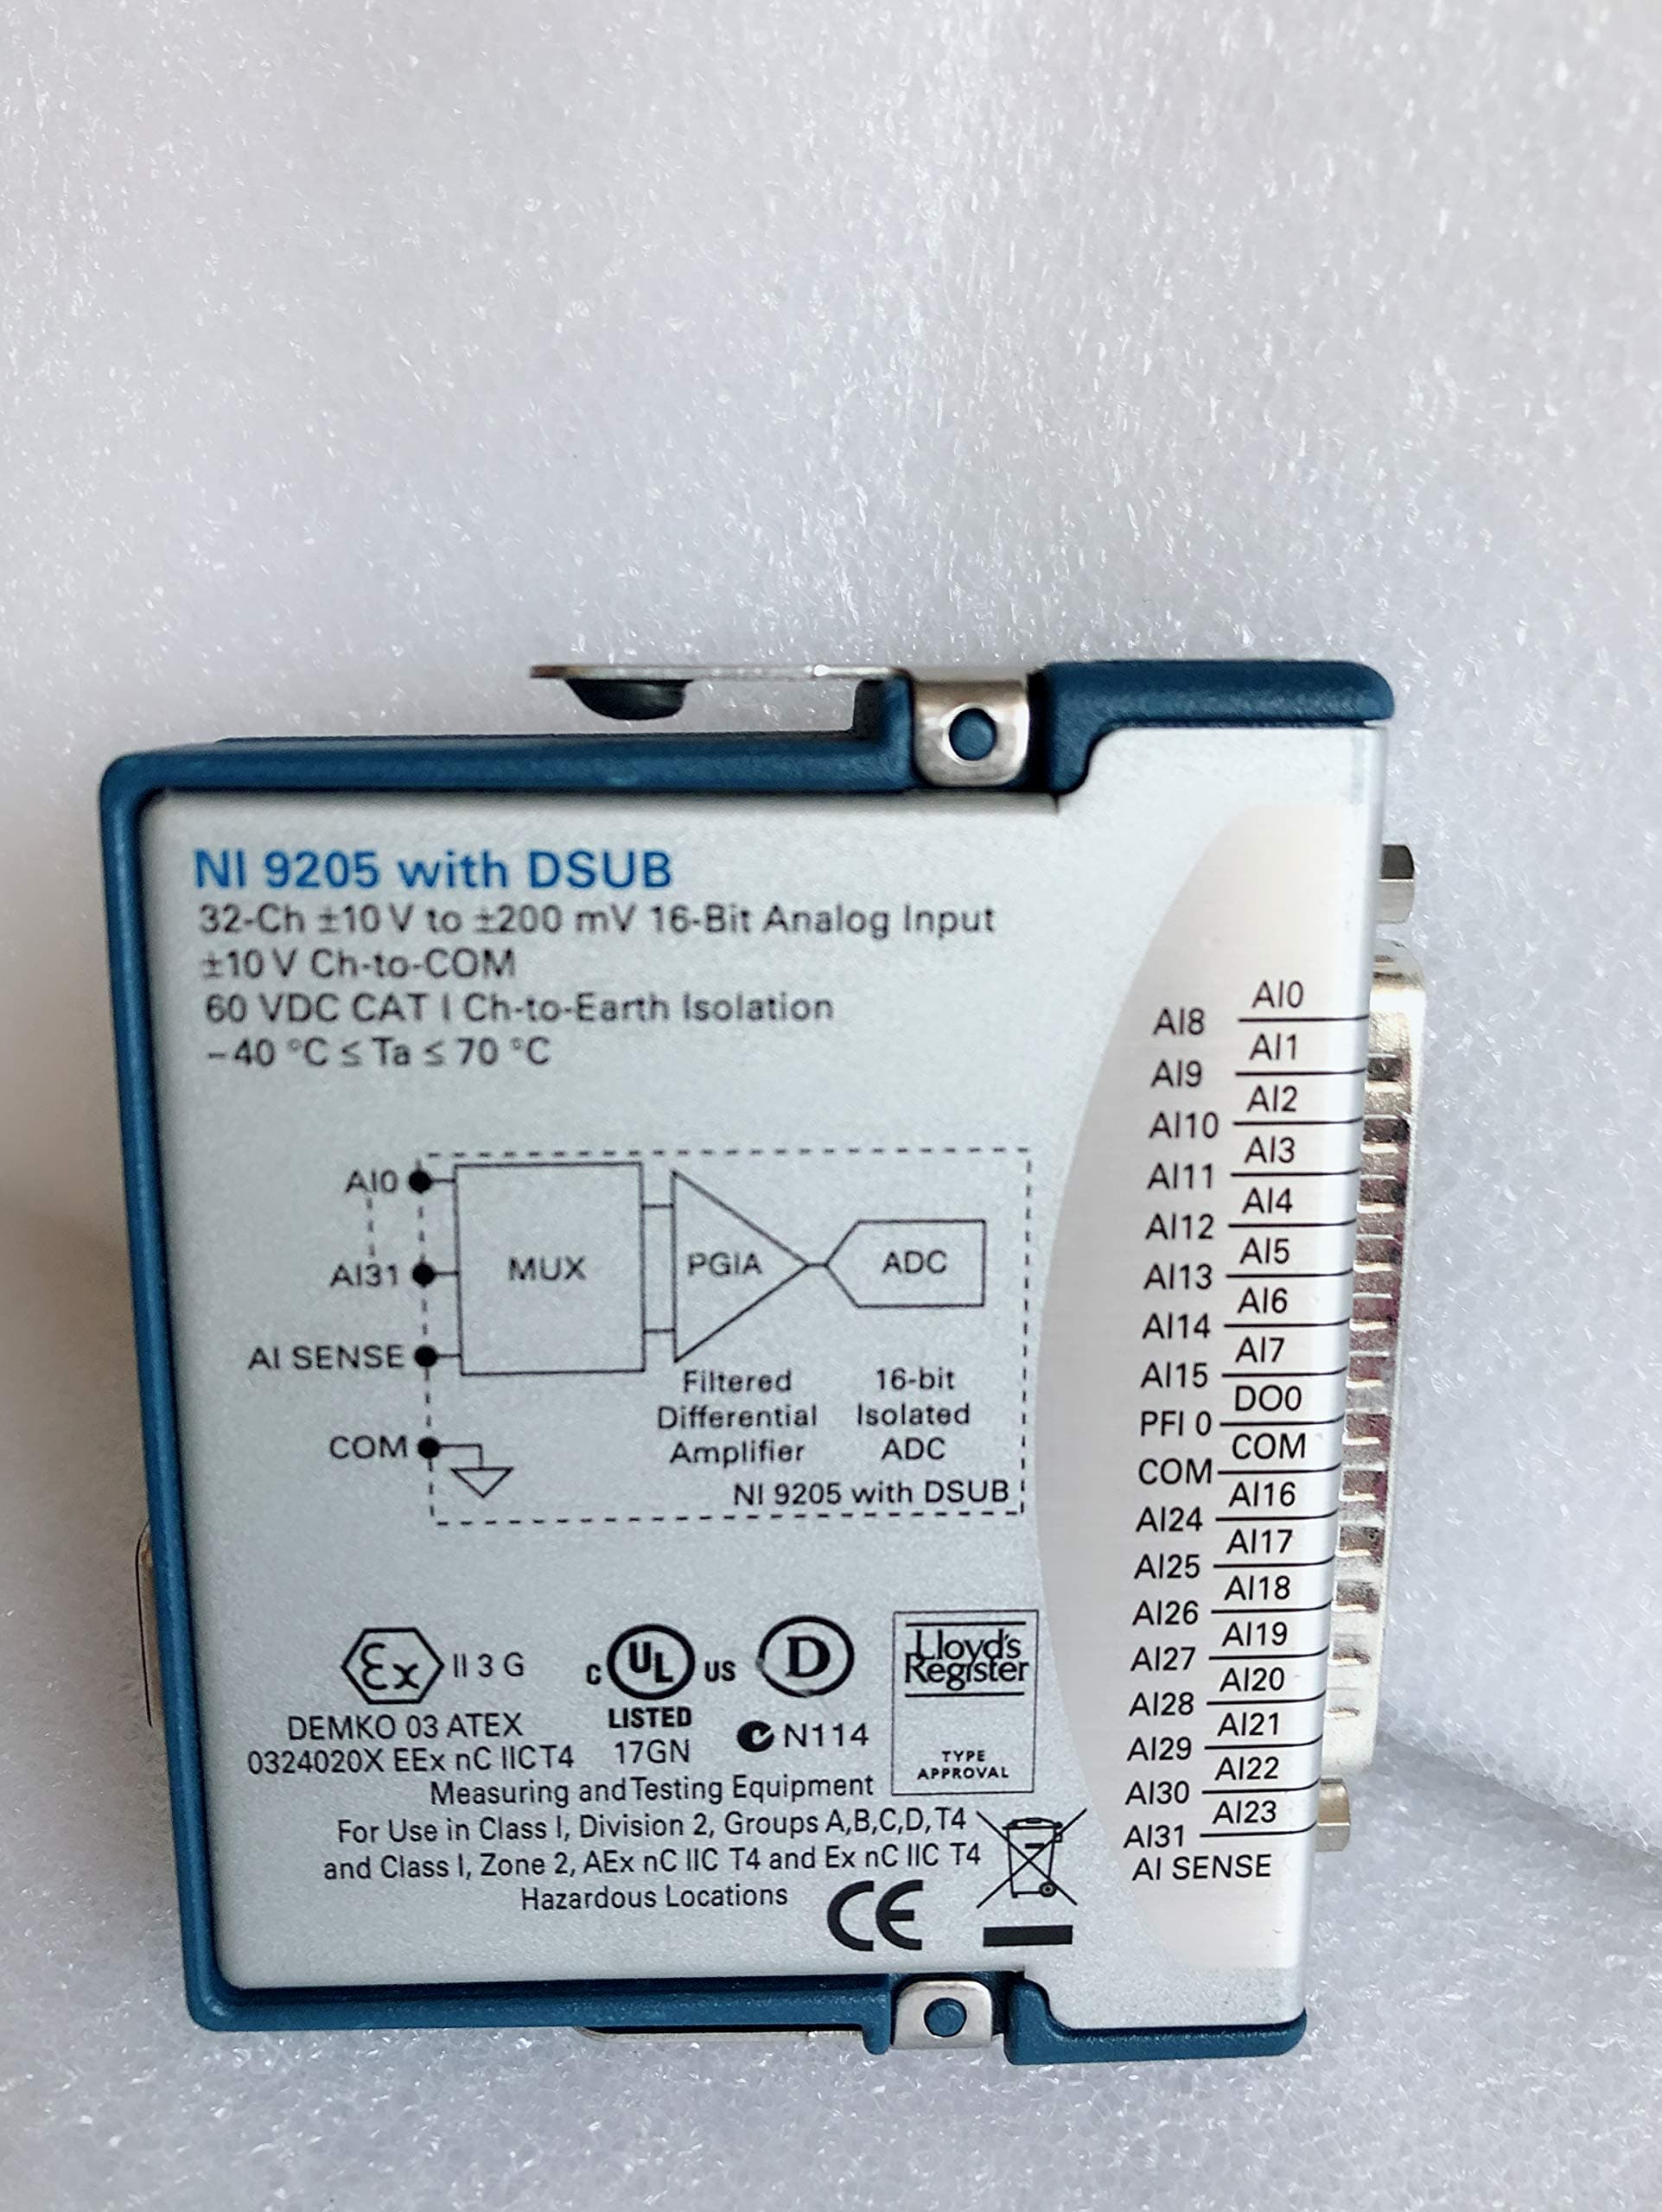 NI 9205 with DSUB
32-Ch ±10 V to ±200 mV 16-Bit Analog Input
±10 V Ch-to-COM
60 VDC CAT I Ch-to-Earth Isolation
–40 °C ≤ Ta ≤ 70 °C
AI0
AI31
AI SENSE
COM
MUX
PGIA
ADC
Filtered
Differential
Amplifier
16-bit
Isolated
ADC
NI 9205 with DSUB
Ex II 3 G
DEMKO 03 ATEX
0324020X EEx nC IICT4
C UL US
LISTED
17GN
D
N114
Lloyd's
Register
TYPE
APPROVAL
Measuring and Testing Equipment
For Use in Class I, Division 2, Groups A,B,C,D,T4
and Class I, Zone 2, AEx nC IIC T4 and Ex nC IIC T4
Hazardous Locations
CE
AI0
AI8
AI1
AI9
AI2
AI10
AI3
AI11
AI4
AI12
AI5
AI13
AI6
AI14
AI7
AI15
DO0
PFI 0
COM
COM
AI16
AI24
AI17
AI25
AI18
AI26
AI19
AI27
AI20
AI28
AI21
AI29
AI22
AI30
AI23
AI31
AI SENSE